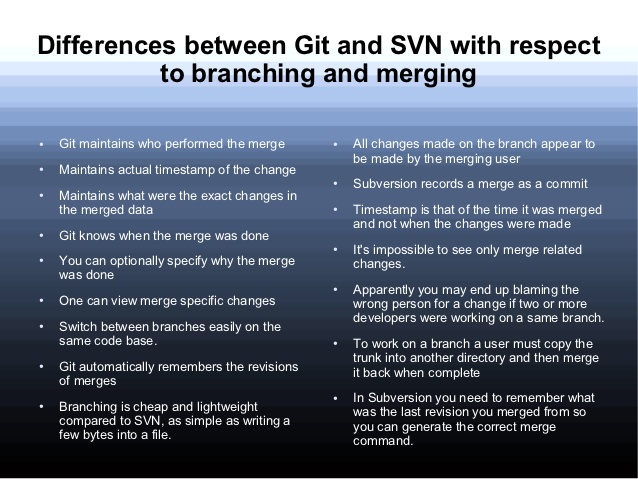 Differences between Git and SVN with respect
to branching and merging
• Git maintains who performed the merge
• Maintains actual timestamp of the change
• Maintains what were the exact changes in
the merged data
• Git knows when the merge was done
• You can optionally specify why the merge
was done
• One can view merge specific changes
• Switch between branches easily on the
same code base.
• Git automatically remembers the revisions
of merges
• Branching is cheap and lightweight
compared to SVN, as simple as writing a
few bytes into a file.
• All changes made on the branch appear to
be made by the merging user
• Subversion records a merge as a commit
• Timestamp is that of the time it was merged
and not when the changes were made
• It's impossible to see only merge related
changes.
• Apparently you may end up blaming the
wrong person for a change if two or more
developers were working on a same branch.
• To work on a branch a user must copy the
trunk into another directory and then merge
it back when complete
• In Subversion you need to remember what
was the last revision you merged from so
you can generate the correct merge
command.